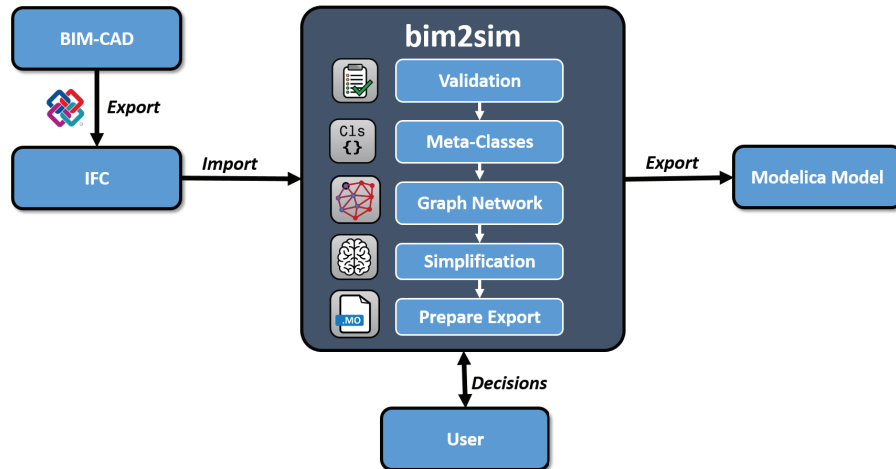 BIM-CAD
Export
IFC
Import
bim2sim
Validation
Cls
{}
Meta-Classes
Graph Network
Simplification
.MO
Prepare Export
Export
Modelica Model
Decisions
User